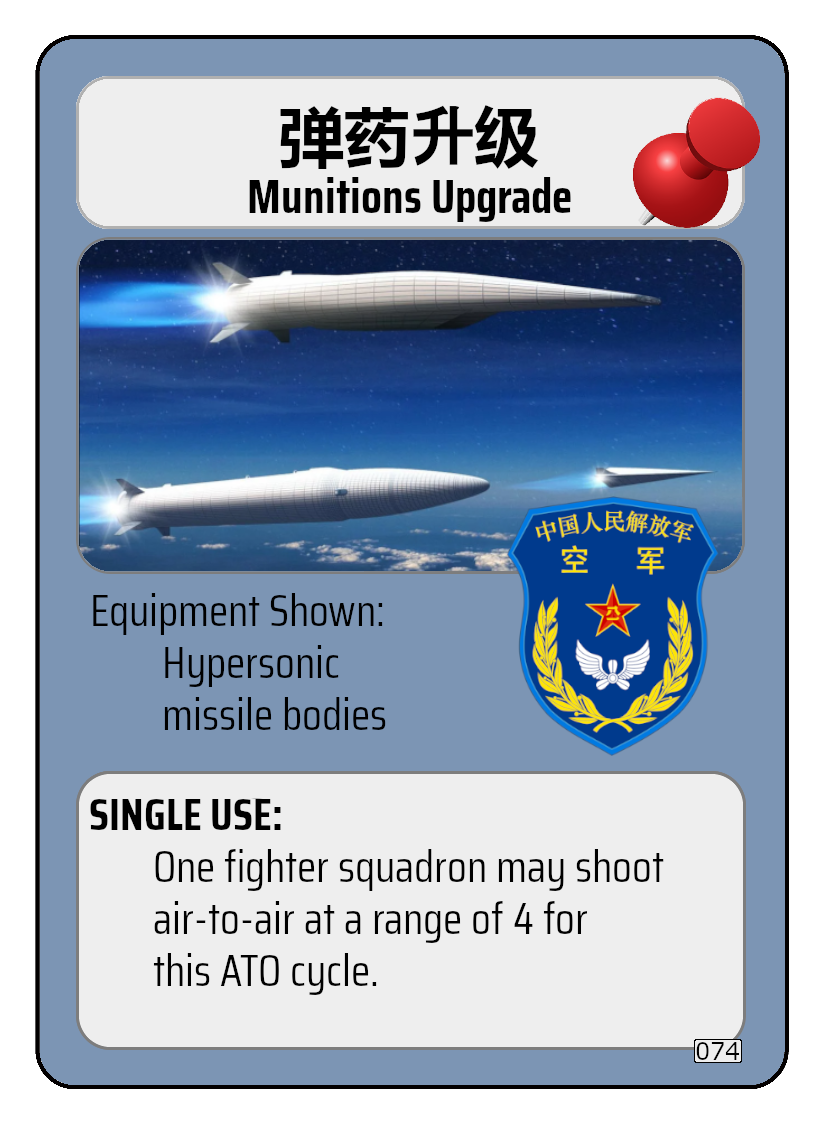 弹药升级
Munitions Upgrade
中国人民解放军
空 军
八一
Equipment Shown:
Hypersonic
missile bodies
SINGLE USE:
One fighter squadron may shoot
air-to-air at a range of 4 for
this ATO cycle.
074